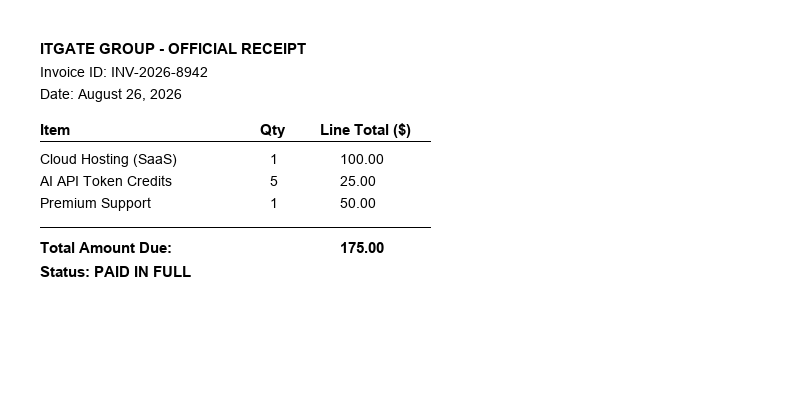 ITGATE GROUP - OFFICIAL RECEIPT
Invoice ID: INV-2026-8942
Date: August 26, 2026
Item Qty Line Total ($)
Cloud Hosting (SaaS) 1 100.00
AI API Token Credits 5 25.00
Premium Support 1 50.00
Total Amount Due: 175.00
Status: PAID IN FULL